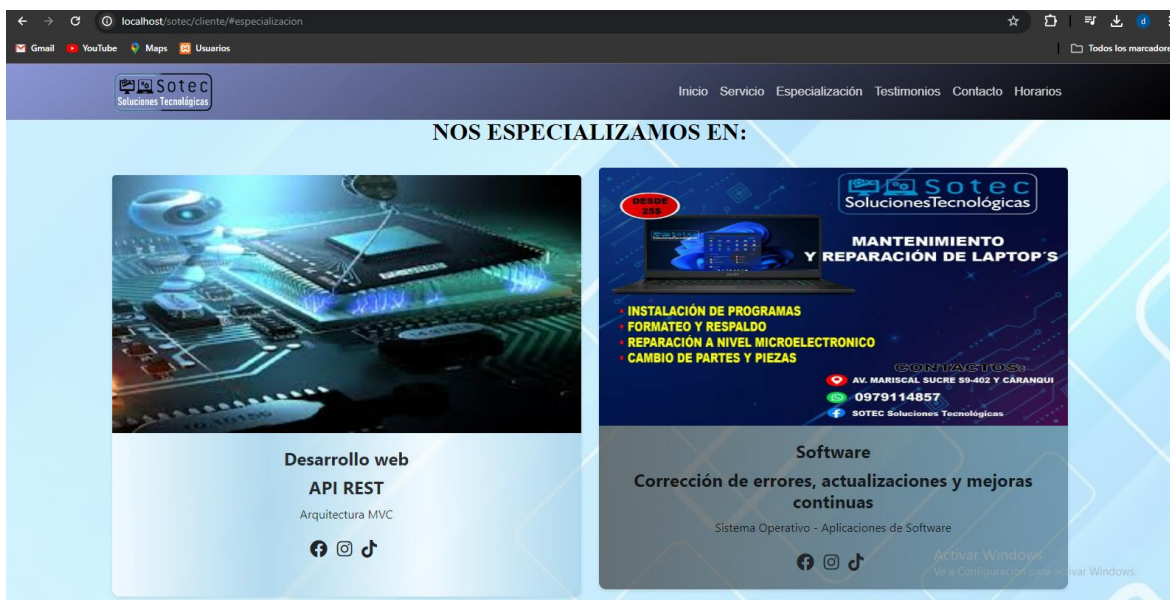 localhost/sotec/cliente/#especializacion
d
Gmail YouTube Maps Usuarios
Todos los marcadore
Sotec
Soluciones Tecnológicas
Inicio Servicio Especialización Testimonios Contacto Horarios
NOS ESPECIALIZAMOS EN:
Desarrollo web
API REST
Arquitectura MVC
Sotec
SolucionesTecnológicas
DESDE
25$
MANTENIMIENTO
Y REPARACIÓN DE LAPTOP´S
• INSTALACIÓN DE PROGRAMAS
• FORMATEO Y RESPALDO
• REPARACIÓN A NIVEL MICROELECTRONICO
• CAMBIO DE PARTES Y PIEZAS
CONTACTOS:
AV. MARISCAL SUCRE S9-402 Y CARANQUI
0979114857
SOTEC Soluciones Tecnológicas
Software
Corrección de errores, actualizaciones y mejoras
continuas
Sistema Operativo - Aplicaciones de Software
Activar Windows
Ve a Configuración para activar Windows.